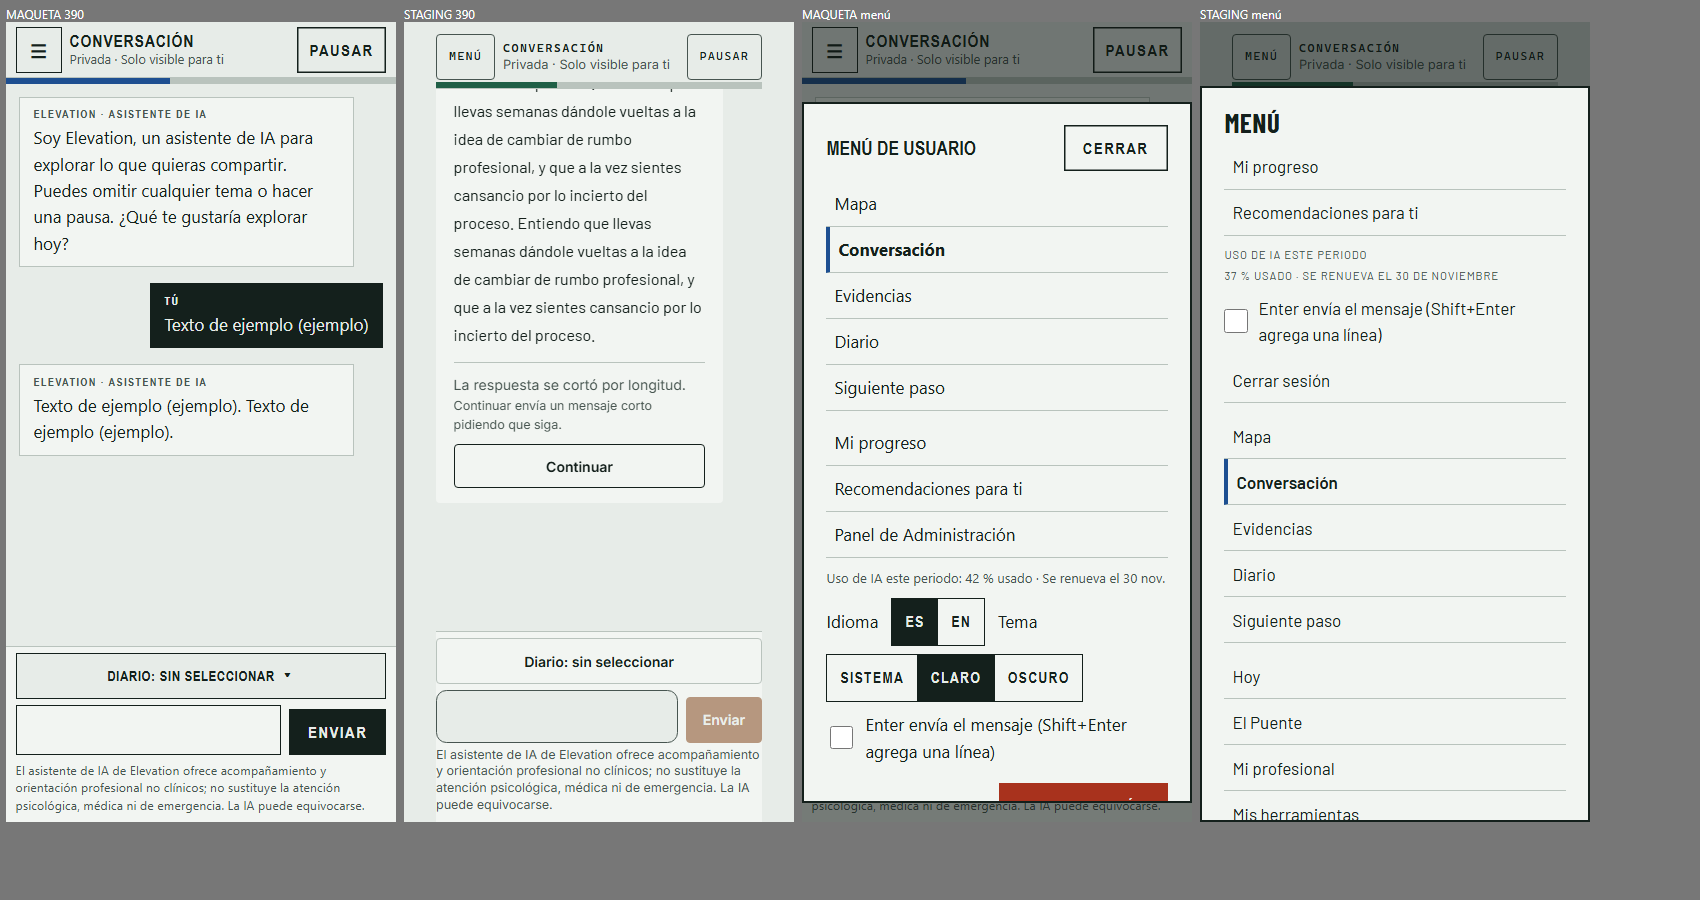 MAQUETA 390
☰
CONVERSACIÓN
Privada · Solo visible para ti
PAUSAR
ELEVATION · ASISTENTE DE IA
Soy Elevation, un asistente de IA para
explorar lo que quieras compartir.
Puedes omitir cualquier tema o hacer
una pausa. ¿Qué te gustaría explorar
hoy?
TÚ
Texto de ejemplo (ejemplo)
ELEVATION · ASISTENTE DE IA
Texto de ejemplo (ejemplo). Texto de
ejemplo (ejemplo).
DIARIO: SIN SELECCIONAR
ENVIAR
El asistente de IA de Elevation ofrece acompañamiento y
orientación profesional no clínicos; no sustituye la atención
psicológica, médica ni de emergencia. La IA puede equivocarse.
STAGING 390
MENÚ
CONVERSACIÓN
Privada · Solo visible para ti
PAUSAR
llevas semanas dándole vueltas a la
idea de cambiar de rumbo
profesional, y que a la vez sientes
cansancio por lo incierto del
proceso. Entiendo que llevas
semanas dándole vueltas a la idea
de cambiar de rumbo profesional, y
que a la vez sientes cansancio por lo
incierto del proceso.
La respuesta se cortó por longitud.
Continuar envía un mensaje corto
pidiendo que siga.
Continuar
Diario: sin seleccionar
Enviar
El asistente de IA de Elevation ofrece acompañamiento
y orientación profesional no clínicos; no sustituye la
atención psicológica, médica ni de emergencia. La IA
puede equivocarse.
MAQUETA menú
☰
CONVERSACIÓN
Privada · Solo visible para ti
PAUSAR
MENÚ DE USUARIO
CERRAR
Mapa
Conversación
Evidencias
Diario
Siguiente paso
Mi progreso
Recomendaciones para ti
Panel de Administración
Uso de IA este periodo: 42 % usado · Se renueva el 30 nov.
Idioma
ES
EN
Tema
SISTEMA
CLARO
OSCURO
Enter envía el mensaje (Shift+Enter
agrega una línea)
psicológica, médica ni de emergencia. La IA puede equivocarse.
STAGING menú
MENÚ
CONVERSACIÓN
Privada · Solo visible para ti
PAUSAR
MENÚ
Mi progreso
Recomendaciones para ti
USO DE IA ESTE PERIODO
37 % USADO · SE RENUEVA EL 30 DE NOVIEMBRE
Enter envía el mensaje (Shift+Enter
agrega una línea)
Cerrar sesión
Mapa
Conversación
Evidencias
Diario
Siguiente paso
Hoy
El Puente
Mi profesional
Mis herramientas